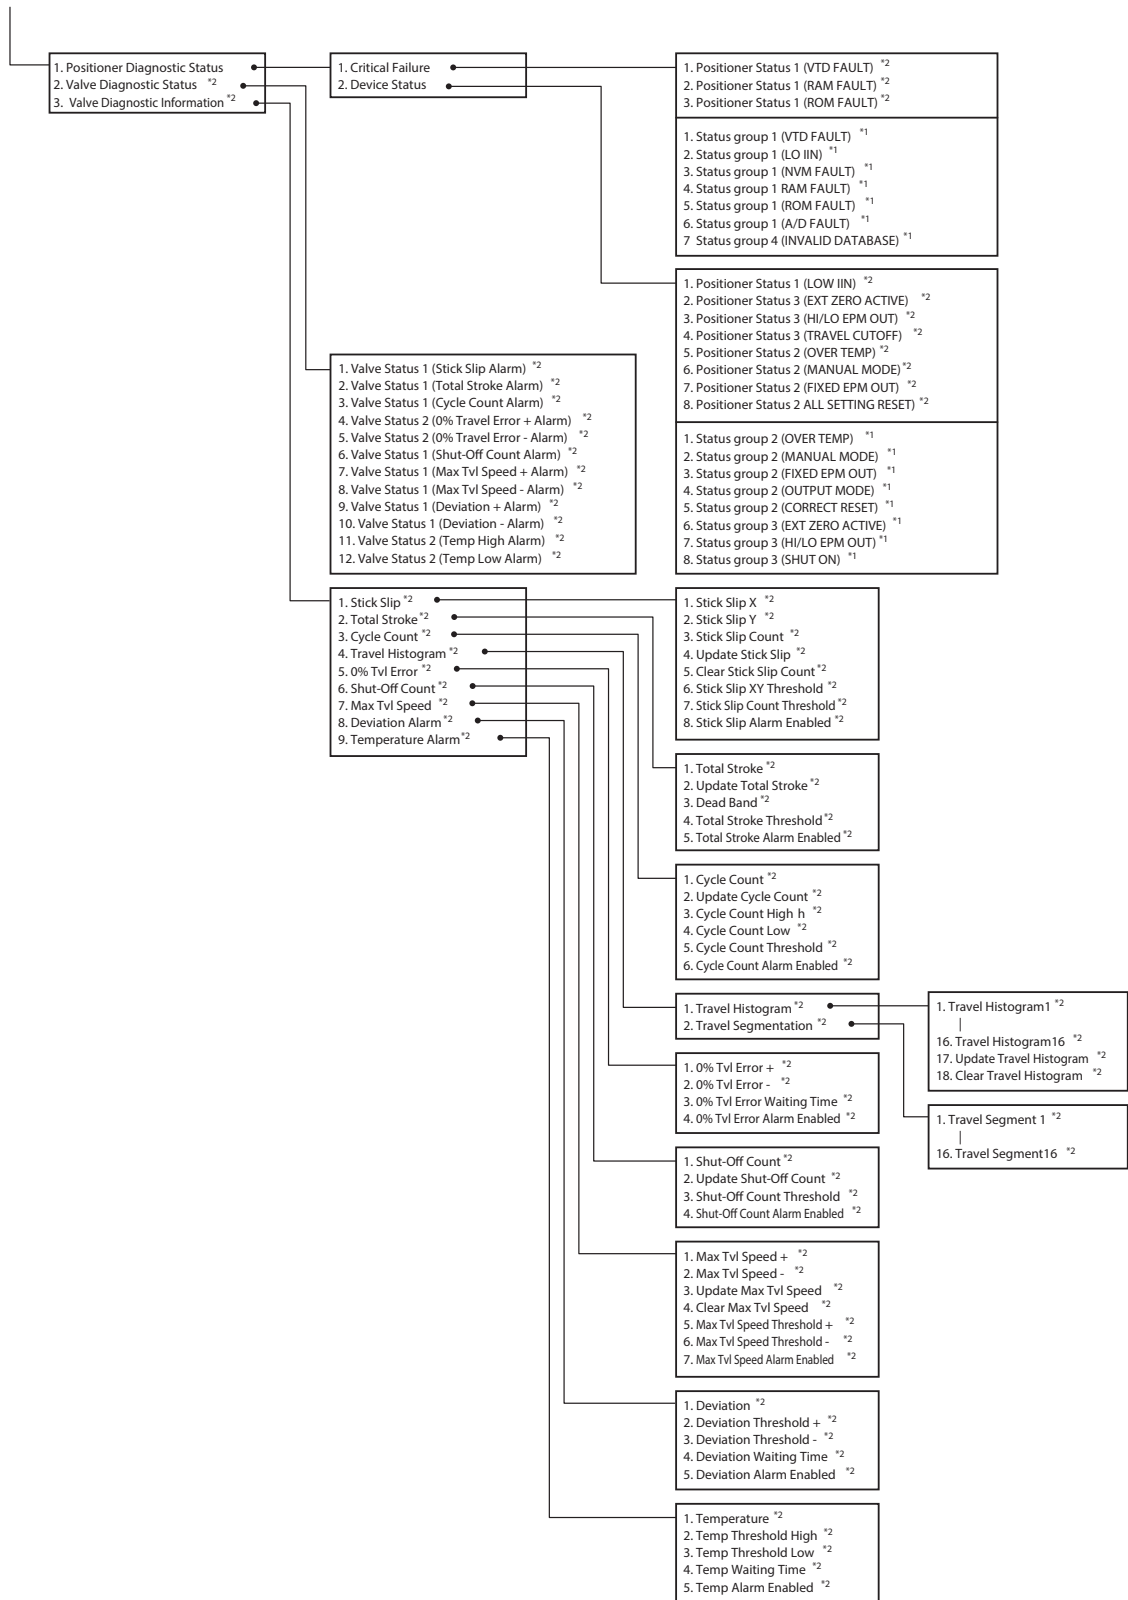 1. Positioner Diagnostic Status
2. Valve Diagnostic Status *2
3. Valve Diagnostic Information *2
1. Critical Failure
2. Device Status
1. Positioner Status 1 (VTD FAULT) *2
2. Positioner Status 1 (RAM FAULT) *2
3. Positioner Status 1 (ROM FAULT) *2
1. Status group 1 (VTD FAULT) *1
2. Status group 1 (LO IIN) *1
3. Status group 1 (NVM FAULT) *1
4. Status group 1 RAM FAULT) *1
5. Status group 1 (ROM FAULT) *1
6. Status group 1 (A/D FAULT) *1
7 Status group 4 (INVALID DATABASE) *1
1. Positioner Status 1 (LOW IIN) *2
2. Positioner Status 3 (EXT ZERO ACTIVE) *2
3. Positioner Status 3 (HI/LO EPM OUT) *2
4. Positioner Status 3 (TRAVEL CUTOFF) *2
5. Positioner Status 2 (OVER TEMP) *2
6. Positioner Status 2 (MANUAL MODE) *2
7. Positioner Status 2 (FIXED EPM OUT) *2
8. Positioner Status 2 ALL SETTING RESET) *2
1. Status group 2 (OVER TEMP) *1
2. Status group 2 (MANUAL MODE) *1
3. Status group 2 (FIXED EPM OUT) *1
4. Status group 2 (OUTPUT MODE) *1
5. Status group 2 (CORRECT RESET) *1
6. Status group 3 (EXT ZERO ACTIVE) *1
7. Status group 3 (HI/LO EPM OUT) *1
8. Status group 3 (SHUT ON) *1
1. Valve Status 1 (Stick Slip Alarm) *2
2. Valve Status 1 (Total Stroke Alarm) *2
3. Valve Status 1 (Cycle Count Alarm) *2
4. Valve Status 2 (0% Travel Error + Alarm) *2
5. Valve Status 2 (0% Travel Error - Alarm) *2
6. Valve Status 1 (Shut-Off Count Alarm) *2
7. Valve Status 1 (Max Tvl Speed + Alarm) *2
8. Valve Status 1 (Max Tvl Speed - Alarm) *2
9. Valve Status 1 (Deviation + Alarm) *2
10. Valve Status 1 (Deviation - Alarm) *2
11. Valve Status 2 (Temp High Alarm) *2
12. Valve Status 2 (Temp Low Alarm) *2
1. Stick Slip *2
2. Total Stroke *2
3. Cycle Count *2
4. Travel Histogram *2
5. 0% Tvl Error *2
6. Shut-Off Count *2
7. Max Tvl Speed *2
8. Deviation Alarm *2
9. Temperature Alarm *2
1. Stick Slip X *2
2. Stick Slip Y *2
3. Stick Slip Count *2
4. Update Stick Slip *2
5. Clear Stick Slip Count *2
6. Stick Slip XY Threshold *2
7. Stick Slip Count Threshold *2
8. Stick Slip Alarm Enabled *2
1. Total Stroke *2
2. Update Total Stroke *2
3. Dead Band *2
4. Total Stroke Threshold *2
5. Total Stroke Alarm Enabled *2
1. Cycle Count *2
2. Update Cycle Count *2
3. Cycle Count High h *2
4. Cycle Count Low *2
5. Cycle Count Threshold *2
6. Cycle Count Alarm Enabled *2
1. Travel Histogram *2
2. Travel Segmentation *2
1. Travel Histogram1 *2
|
16. Travel Histogram16 *2
17. Update Travel Histogram *2
18. Clear Travel Histogram *2
1. Travel Segment 1 *2
|
16. Travel Segment16 *2
1. 0% Tvl Error + *2
2. 0% Tvl Error - *2
3. 0% Tvl Error Waiting Time *2
4. 0% Tvl Error Alarm Enabled *2
1. Shut-Off Count *2
2. Update Shut-Off Count *2
3. Shut-Off Count Threshold *2
4. Shut-Off Count Alarm Enabled *2
1. Max Tvl Speed + *2
2. Max Tvl Speed - *2
3. Update Max Tvl Speed *2
4. Clear Max Tvl Speed *2
5. Max Tvl Speed Threshold + *2
6. Max Tvl Speed Threshold - *2
7. Max Tvl Speed Alarm Enabled *2
1. Deviation *2
2. Deviation Threshold + *2
3. Deviation Threshold - *2
4. Deviation Waiting Time *2
5. Deviation Alarm Enabled *2
1. Temperature *2
2. Temp Threshold High *2
3. Temp Threshold Low *2
4. Temp Waiting Time *2
5. Temp Alarm Enabled *2